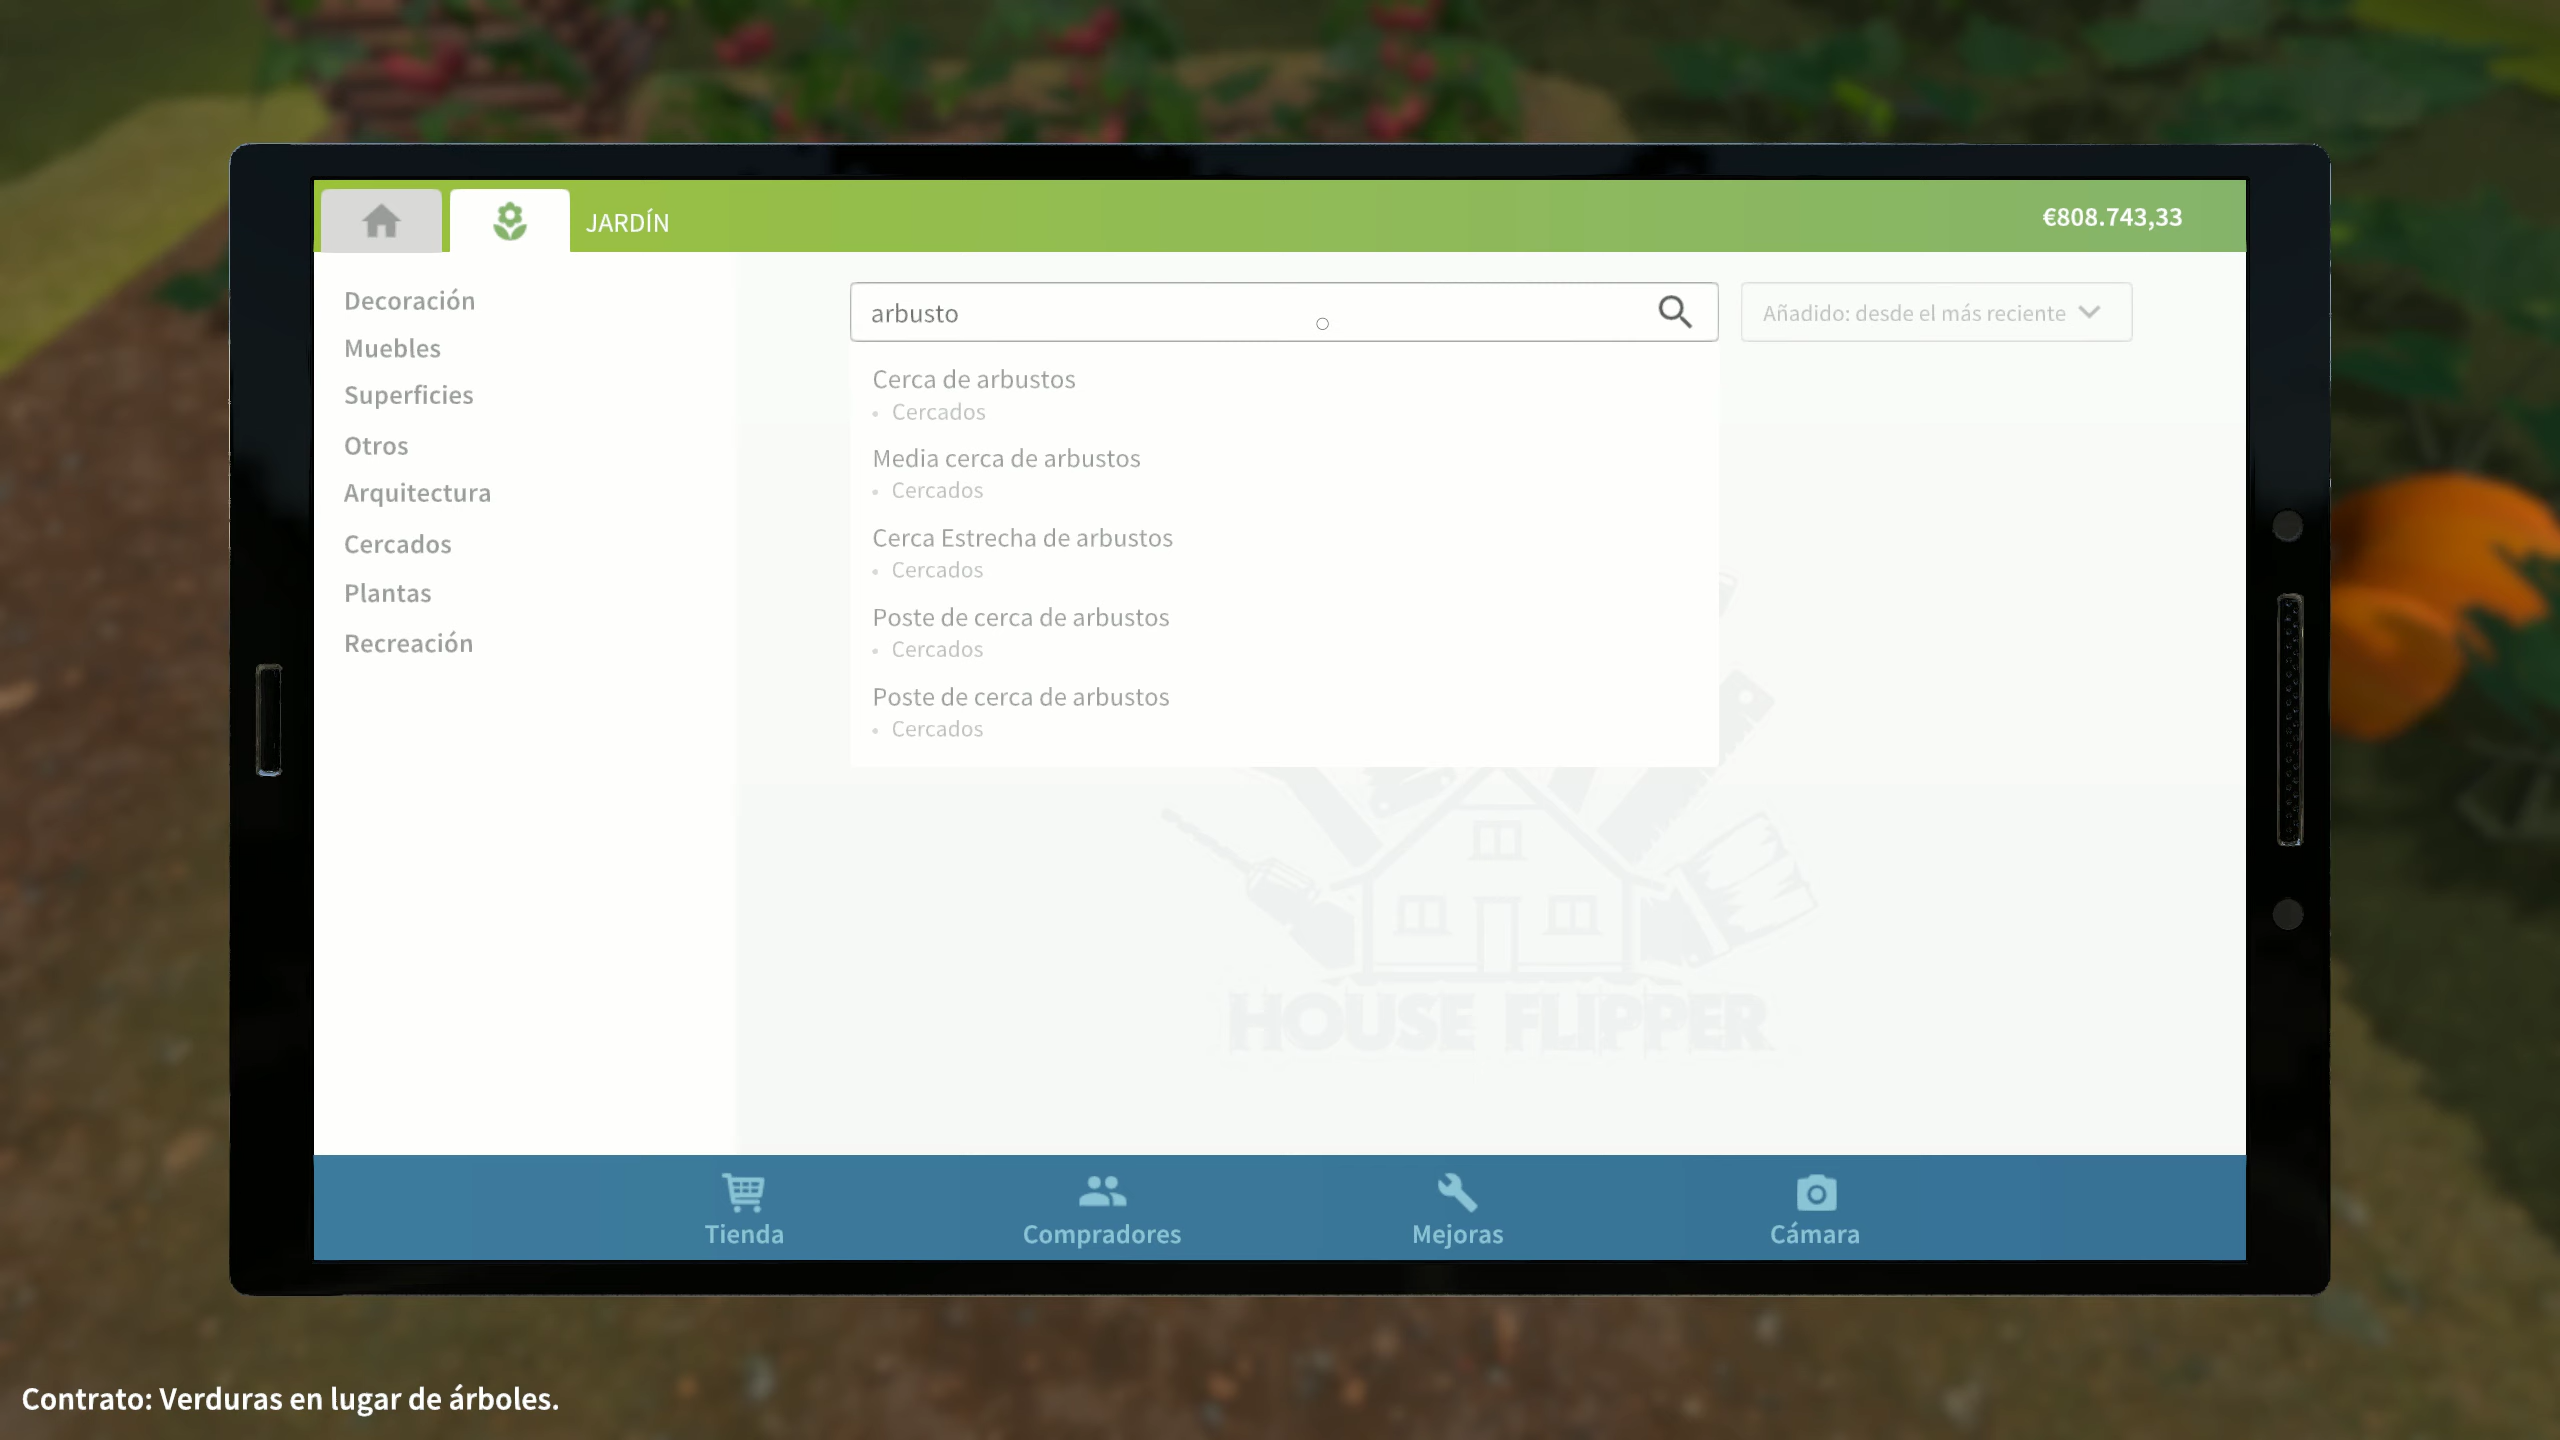 JARDÍN
€808.743,33
Decoración
Muebles
Superficies
Otros
Arquitectura
Cercados
Plantas
Recreación
arbusto
Añadido: desde el más reciente
Cerca de arbustos
• Cercados
Media cerca de arbustos
• Cercados
Cerca Estrecha de arbustos
• Cercados
Poste de cerca de arbustos
• Cercados
Poste de cerca de arbustos
• Cercados
HOUSE FLIPPER
Tienda
Compradores
Mejoras
Cámara
Contrato: Verduras en lugar de árboles.